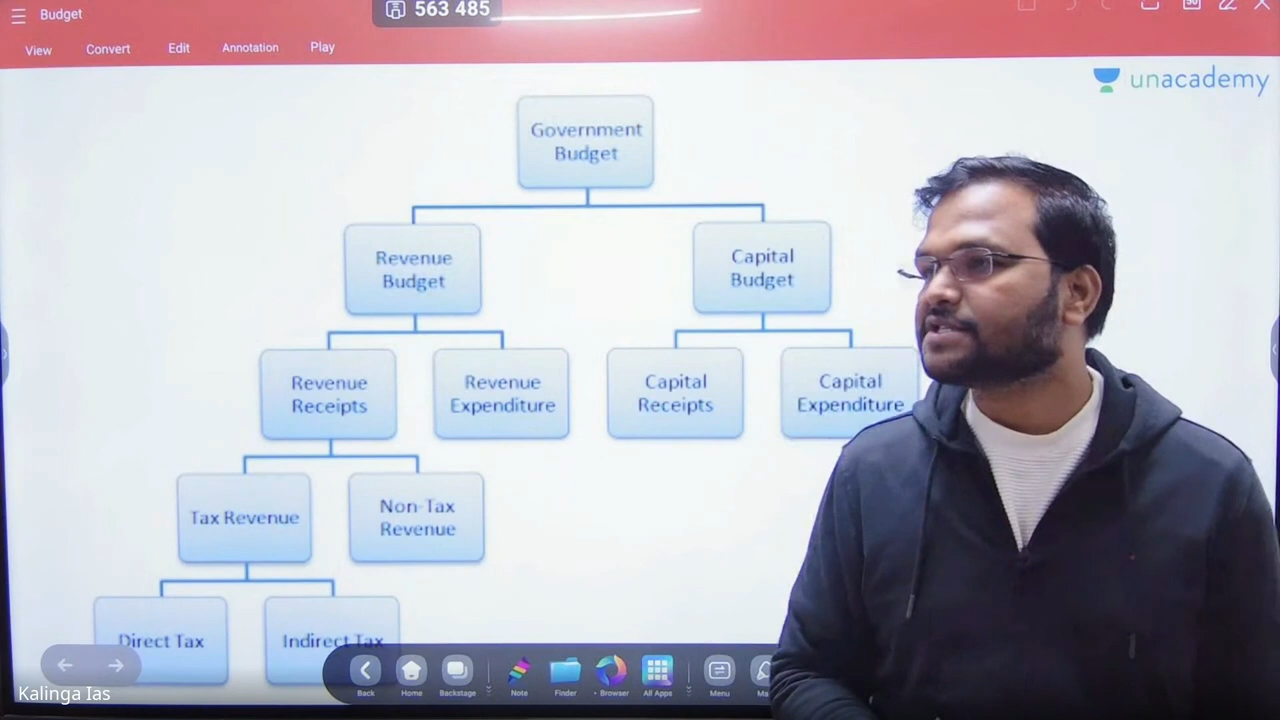 Budget
563 485
View
Convert
Edit
Annotation
Play
unacademy
Government
Budget
Revenue
Budget
Capital
Budget
Revenue
Receipts
Revenue
Expenditure
Capital
Receipts
Capital
Expenditure
Tax Revenue
Non-Tax
Revenue
Direct Tax
Indirect Tax
Back
Home
Backstage
Note
Finder
Browser
All Apps
Menu
Kalinga Ias